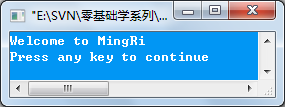 "E:\SVN\零基础学系列\...
Welcome to MingRi
Press any key to continue